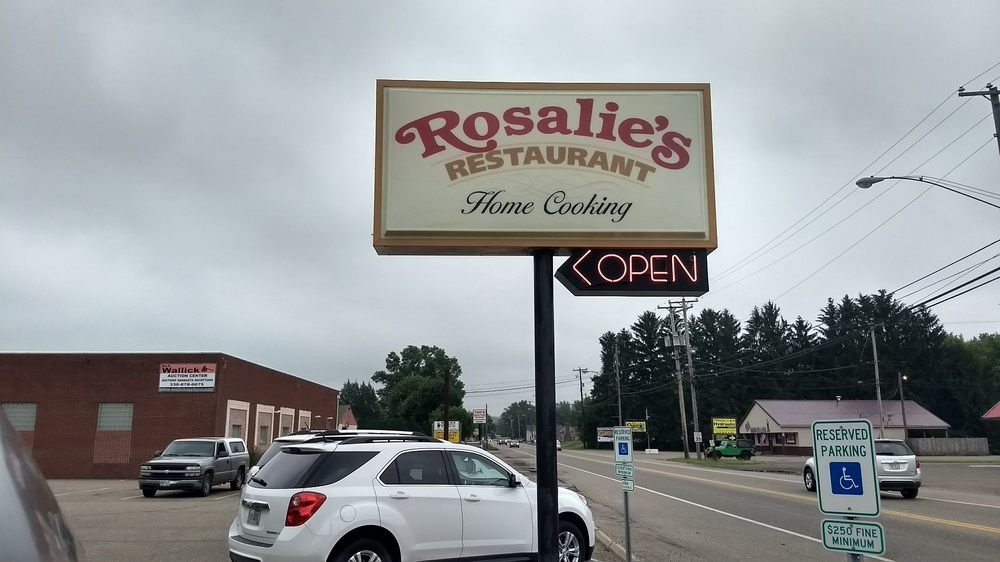 Rosalie's
RESTAURANT
Home Cooking
OPEN
Wallick
AUCTION CENTER
RESERVED
PARKING
$250 FINE
MINIMUM